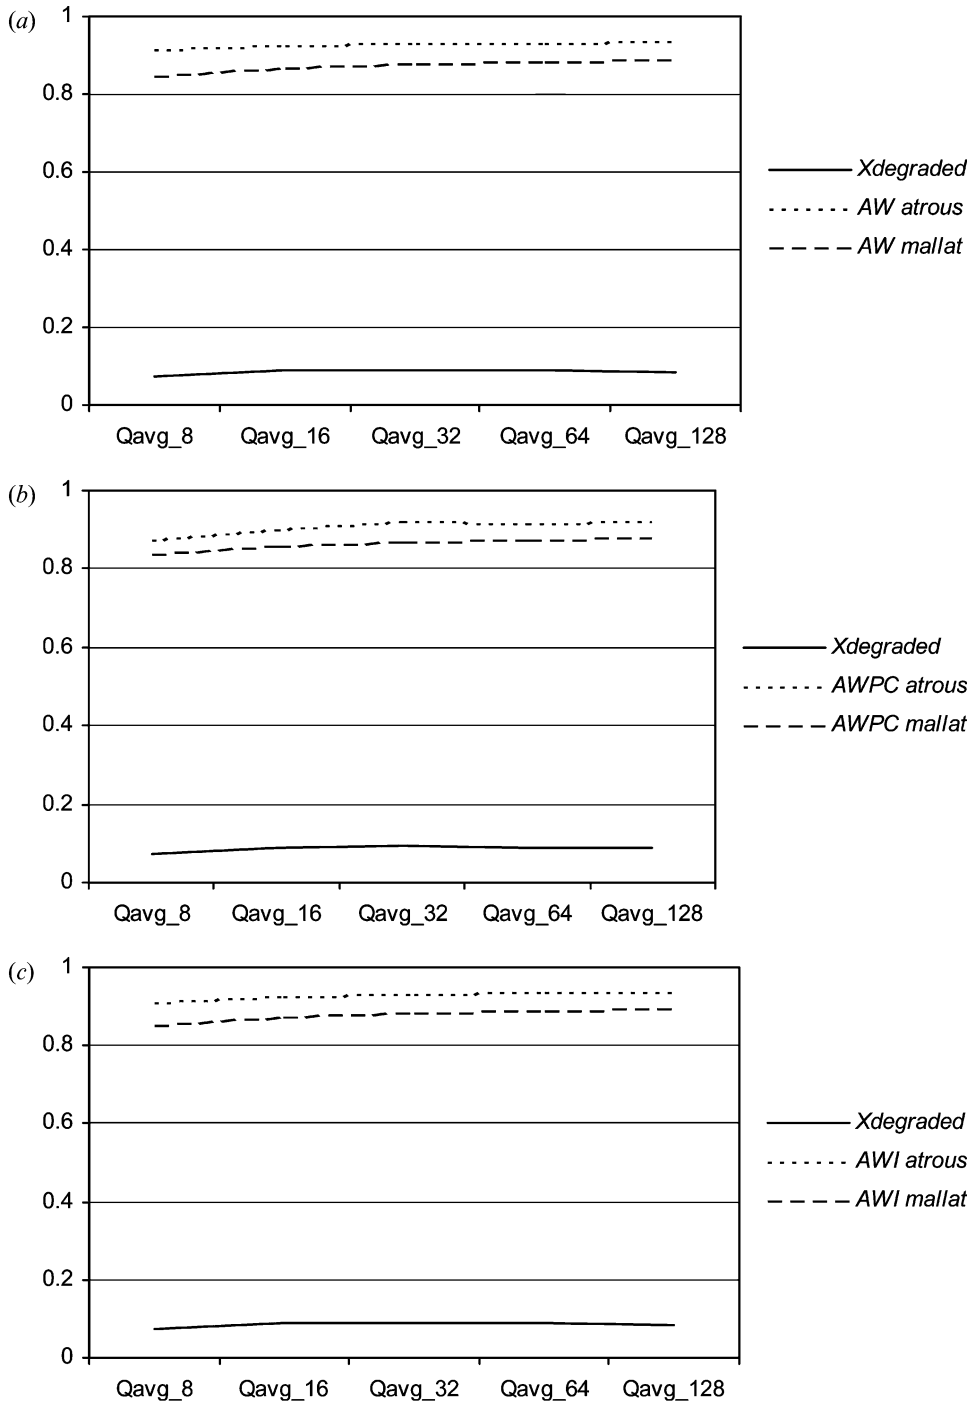 (a)
1
0.8
0.6
0.4
0.2
0
Qavg_8 Qavg_16 Qavg_32 Qavg_64 Qavg_128
Xdegraded
AW atrous
AW mallat
(b)
1
0.8
0.6
0.4
0.2
0
Qavg_8 Qavg_16 Qavg_32 Qavg_64 Qavg_128
Xdegraded
AWPC atrous
AWPC mallat
(c)
1
0.8
0.6
0.4
0.2
0
Qavg_8 Qavg_16 Qavg_32 Qavg_64 Qavg_128
Xdegraded
AWI atrous
AWI mallat